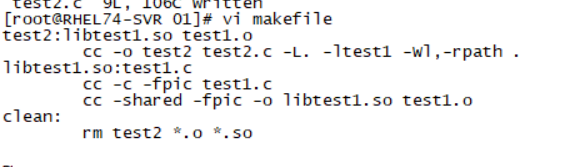 test2.c" 9L, 106C written
[root@RHEL74-SVR 01]# vi makefile
test2:libtest1.so test1.o
cc -o test2 test2.c -L. -ltest1 -Wl,-rpath .
libtest1.so:test1.c
cc -c -fpic test1.c
cc -shared -fpic -o libtest1.so test1.o
clean:
rm test2 *.o *.so
~